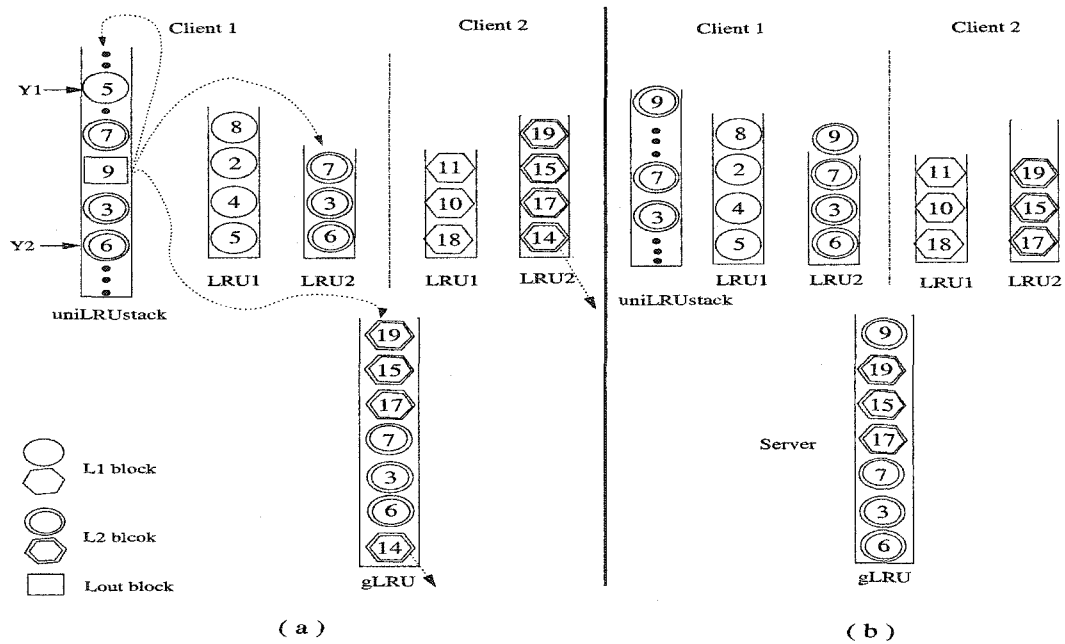 Client 1
Client 2
Y1
5
7
9
3
6
Y2
uniLRUstack
8
2
4
5
LRU1
7
3
6
LRU2
11
10
18
LRU1
19
15
17
14
LRU2
19
15
17
7
3
6
14
gLRU
L1 block
L2 blcok
Lout block
( a )
Client 1
Client 2
9
7
3
uniLRUstack
8
2
4
5
LRU1
9
7
3
6
LRU2
11
10
18
LRU1
19
15
17
LRU2
Server
9
19
15
17
7
3
6
gLRU
( b )